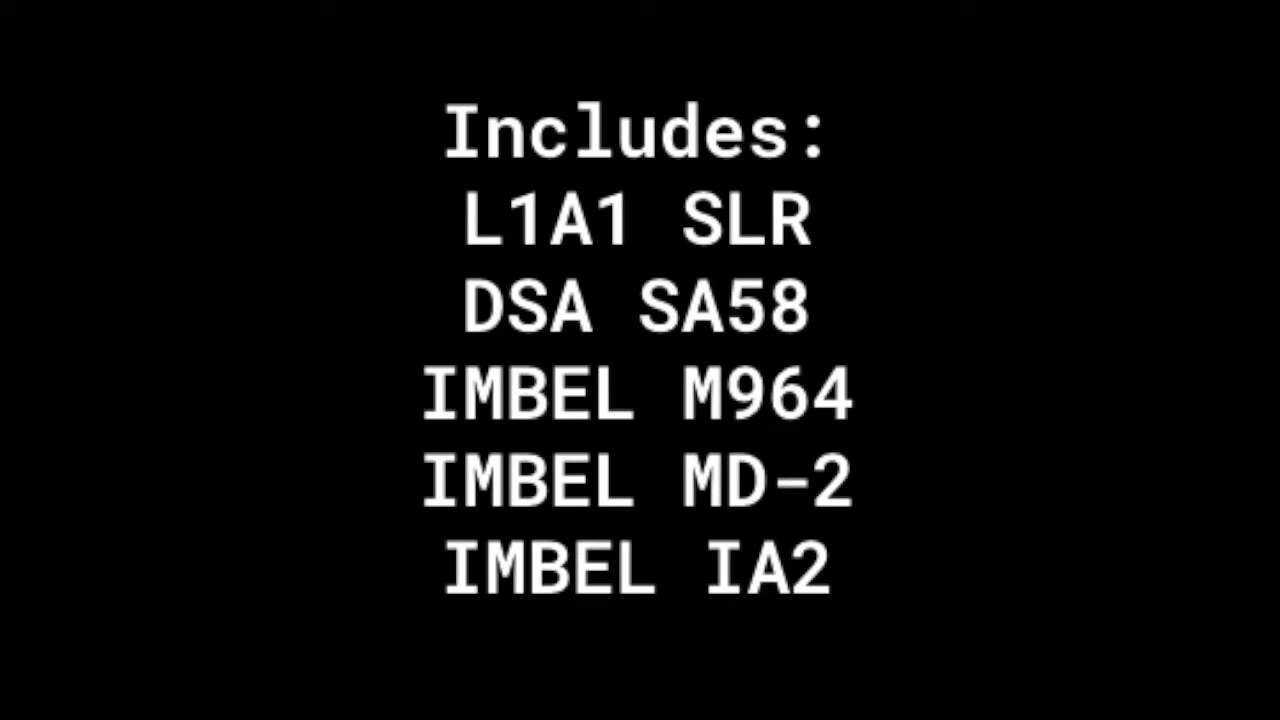 Includes:
L1A1 SLR
DSA SA58
IMBEL M964
IMBEL MD-2
IMBEL IA2